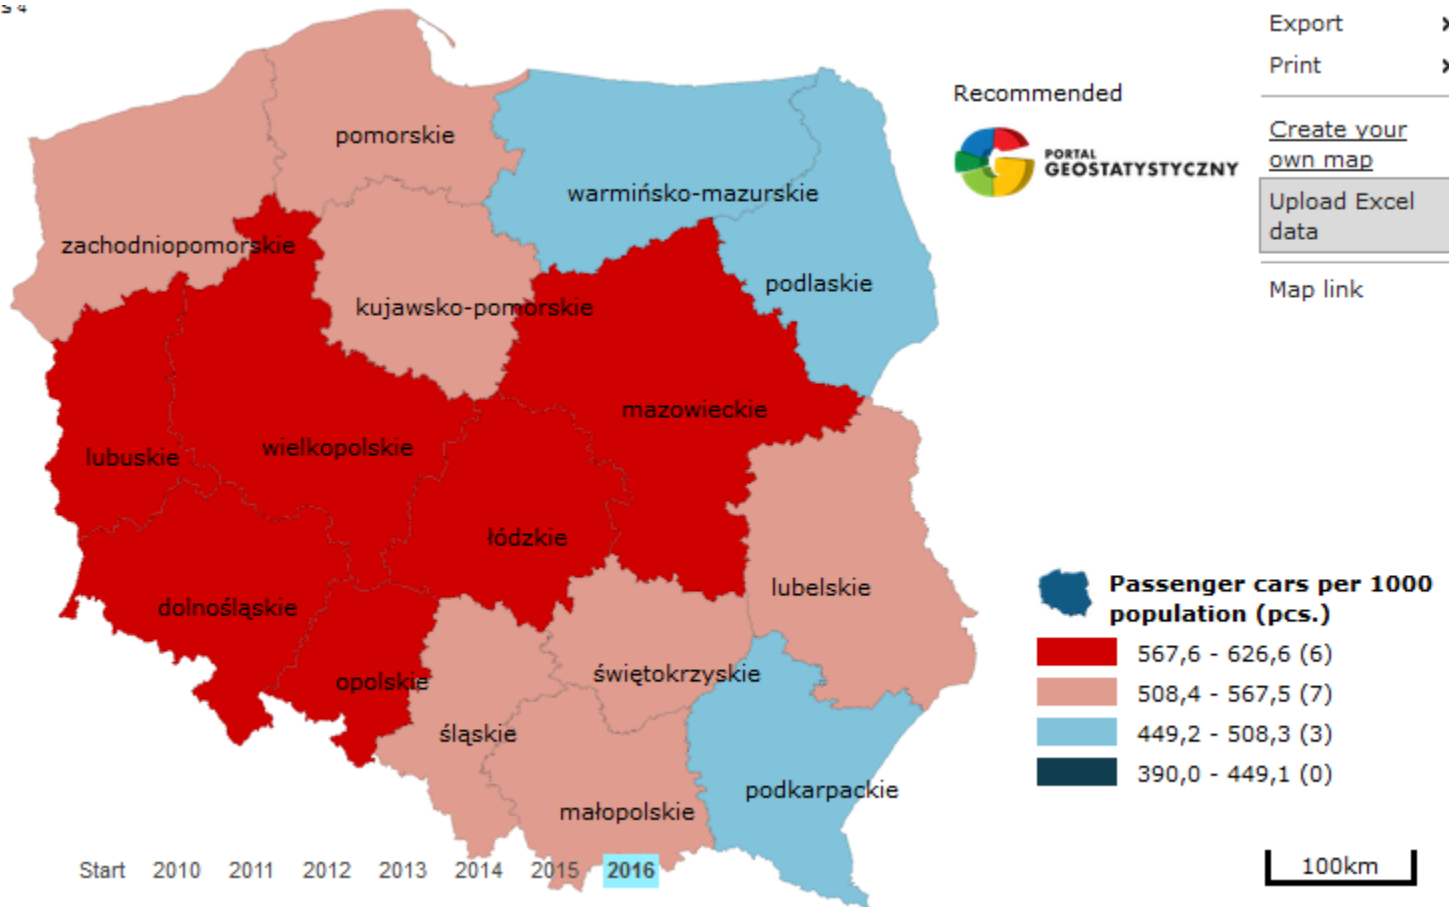 Export
Print
Recommended
Create your
own map
PORTAL
GEOSTATYSTYCZNY
Upload Excel
data
Map link
pomorskie
warmińsko-mazurskie
zachodniopomorskie
podlaskie
kujawsko-pomorskie
mazowieckie
wielkopolskie
lubuskie
łódzkie
lubelskie
dolnośląskie
świętokrzyskie
opolskie
śląskie
podkarpackie
małopolskie
Passenger cars per 1000
population (pcs.)
567,6 - 626,6 (6)
508,4 - 567,5 (7)
449,2 - 508,3 (3)
390,0 - 449,1 (0)
Start 2010 2011 2012 2013 2014 2015 2016
100km